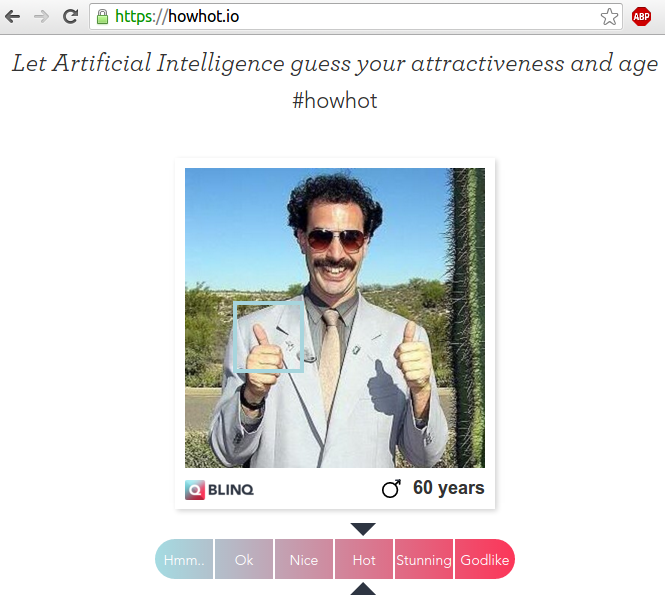 https://howhot.io
ABP
Let Artificial Intelligence guess your attractiveness and age
#howhot
BLINQ
60 years
Hmm.. Ok Nice Hot Stunning Godlike